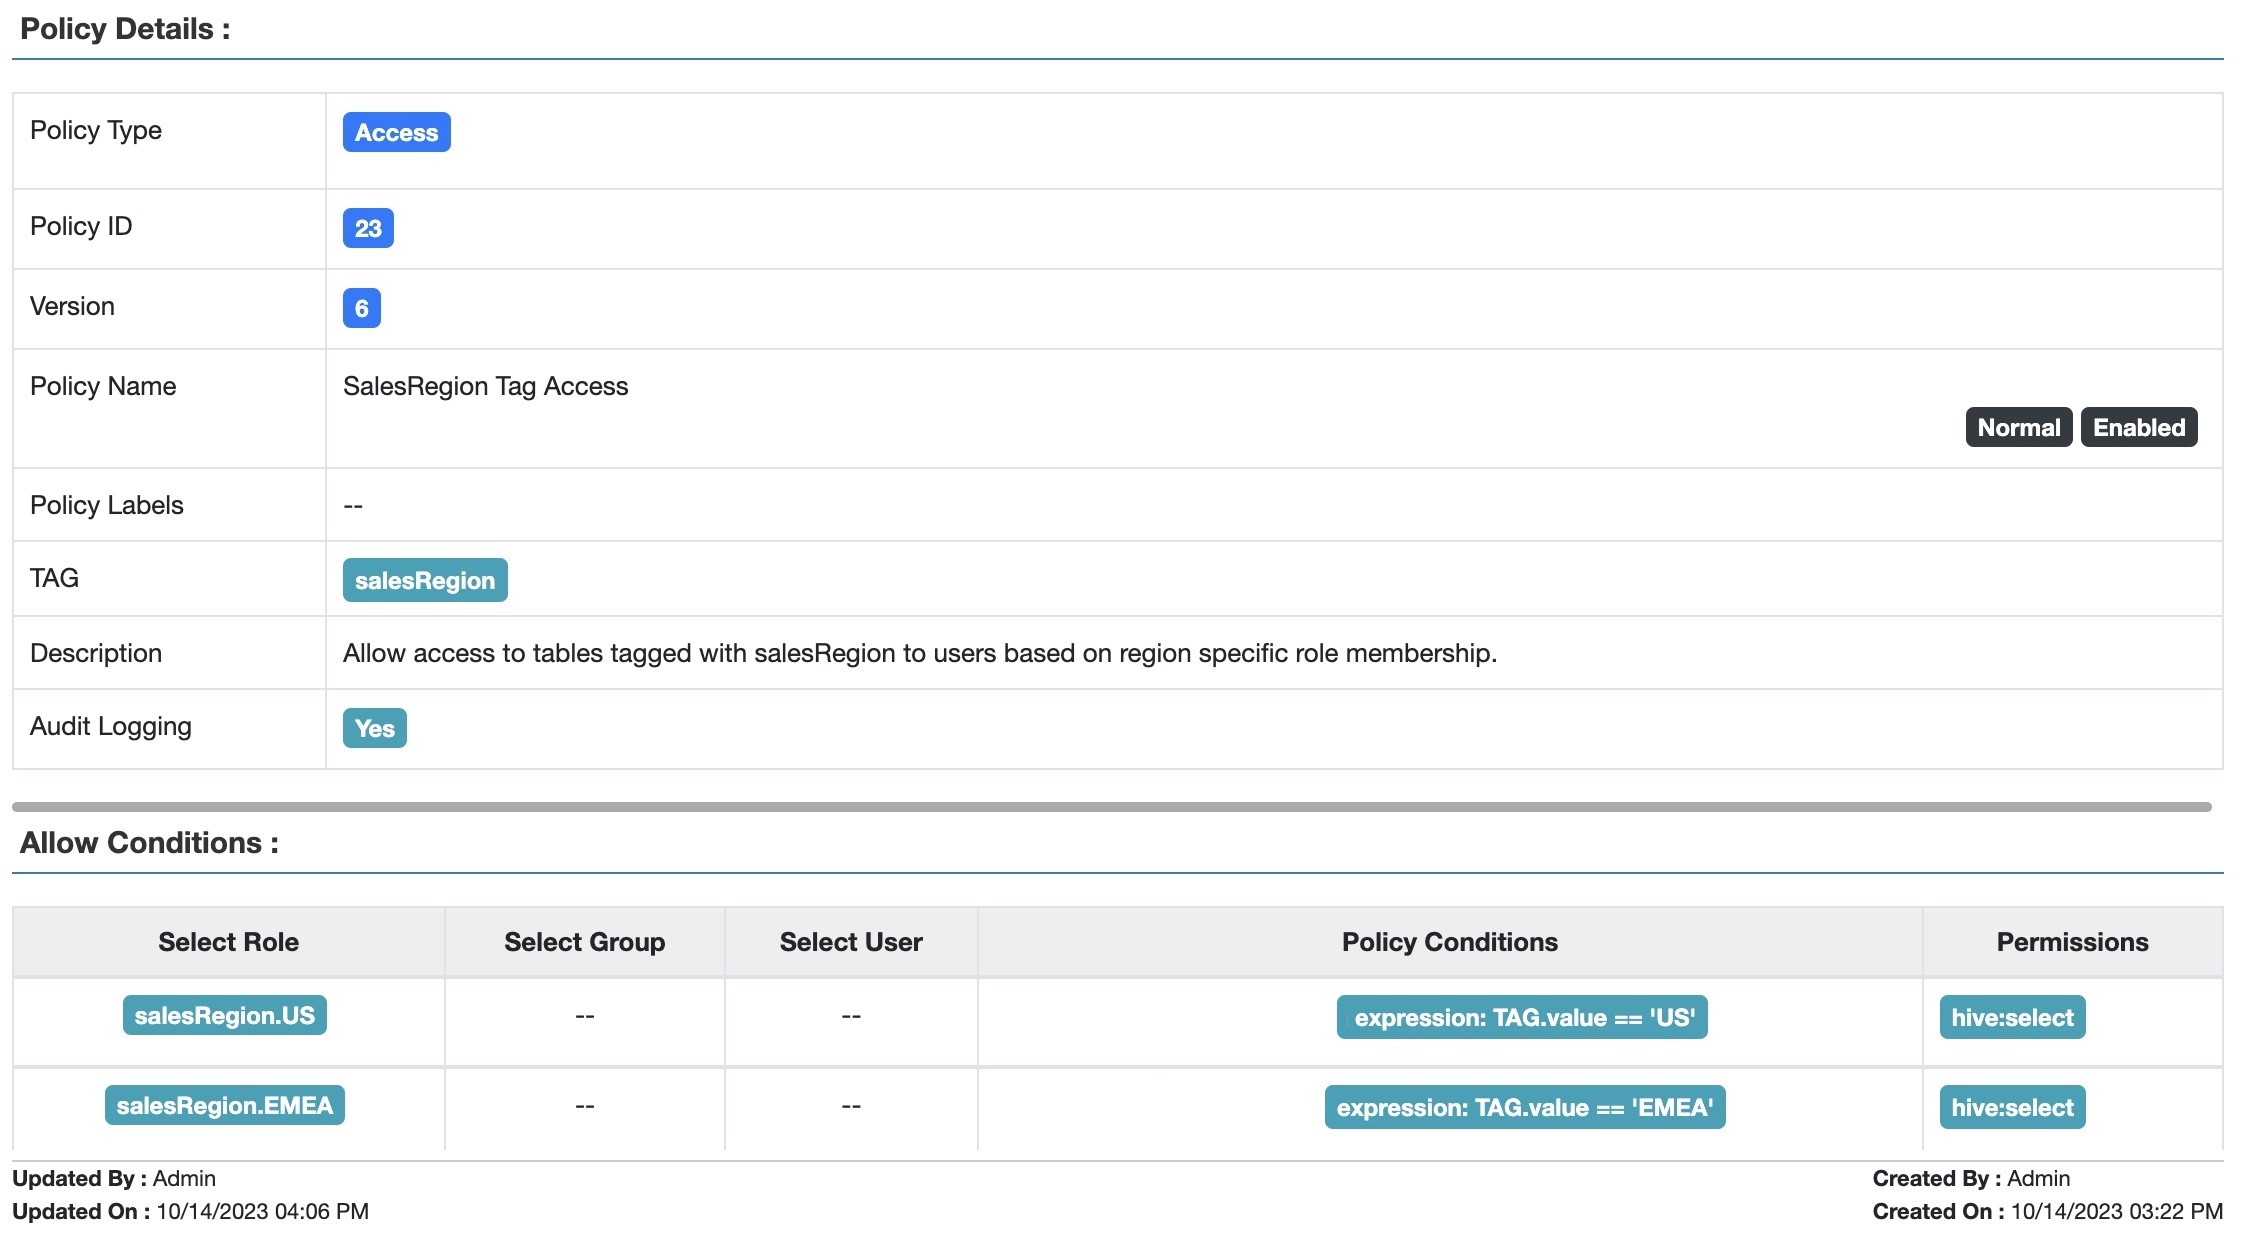 Policy Details :
Policy Type Access
Policy ID 23
Version 6
Policy Name SalesRegion Tag Access
Normal Enabled
Policy Labels --
TAG salesRegion
Description Allow access to tables tagged with salesRegion to users based on region specific role membership.
Audit Logging Yes
Allow Conditions :
Select Role Select Group Select User Policy Conditions Permissions
salesRegion.US -- -- expression: TAG.value == 'US' hive:select
salesRegion.EMEA -- -- expression: TAG.value == 'EMEA' hive:select
Updated By : Admin Created By : Admin
Updated On : 10/14/2023 04:06 PM Created On : 10/14/2023 03:22 PM